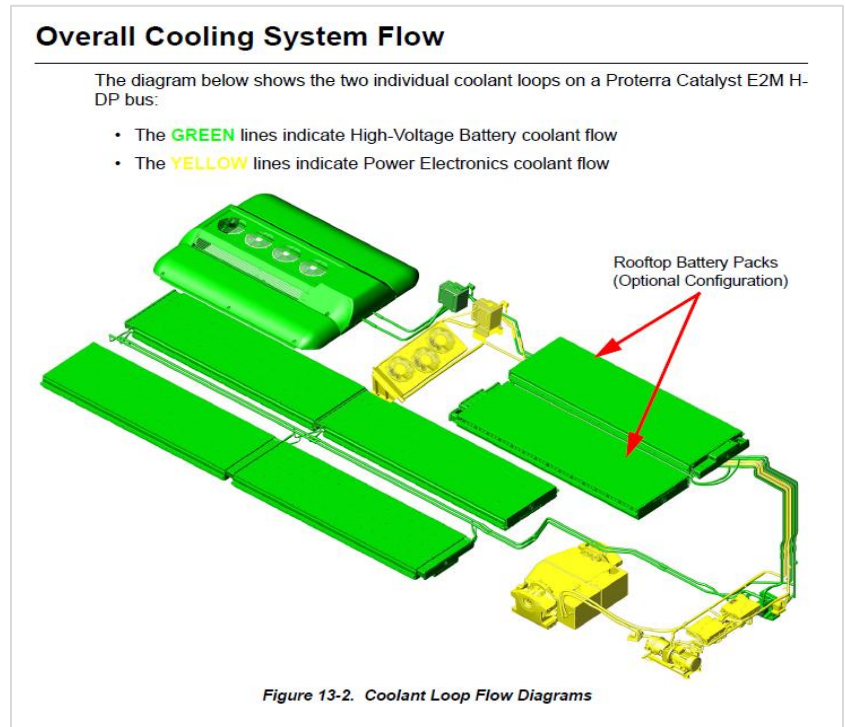 Overall Cooling System Flow
The diagram below shows the two individual coolant loops on a Proterra Catalyst E2M H-
DP bus:
• The GREEN lines indicate High-Voltage Battery coolant flow
• The YELLOW lines indicate Power Electronics coolant flow
Rooftop Battery Packs
(Optional Configuration)
Figure 13-2. Coolant Loop Flow Diagrams